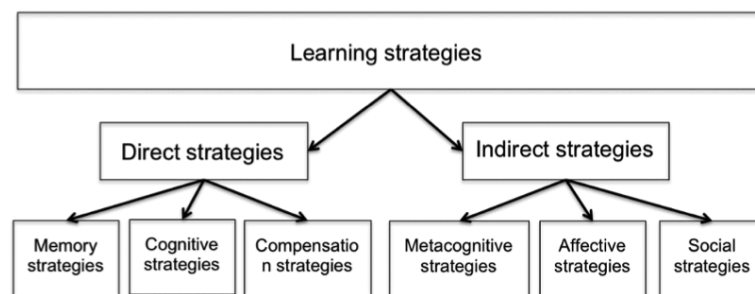 Learning strategies
Direct strategies
Indirect strategies
Memory
strategies
Cognitive
strategies
Compensatio
n strategies
Metacognitive
strategies
Affective
strategies
Social
strategies